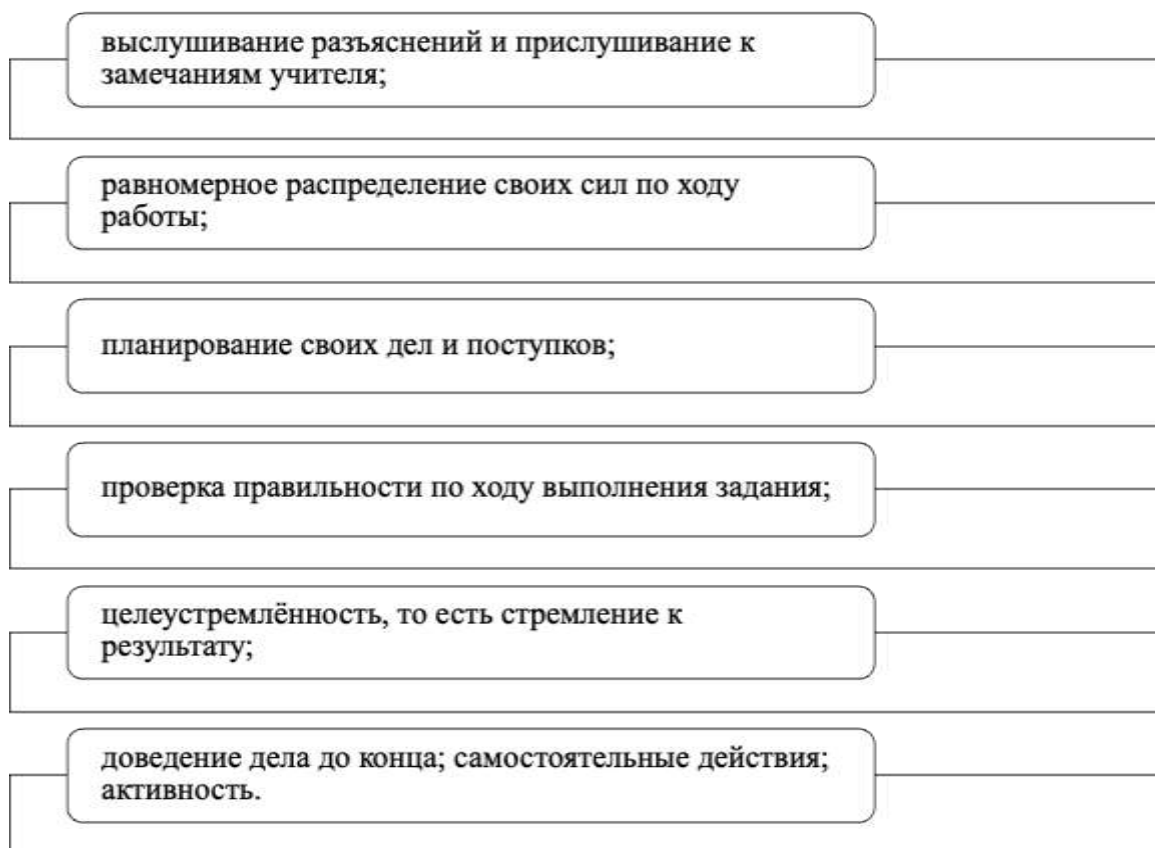 выслушивание разъяснений и прислушивание к
замечаниям учителя;
равномерное распределение своих сил по ходу
работы;
планирование своих дел и поступков;
проверка правильности по ходу выполнения задания;
целеустремлённость, то есть стремление к
результату;
доведение дела до конца; самостоятельные действия;
активность.